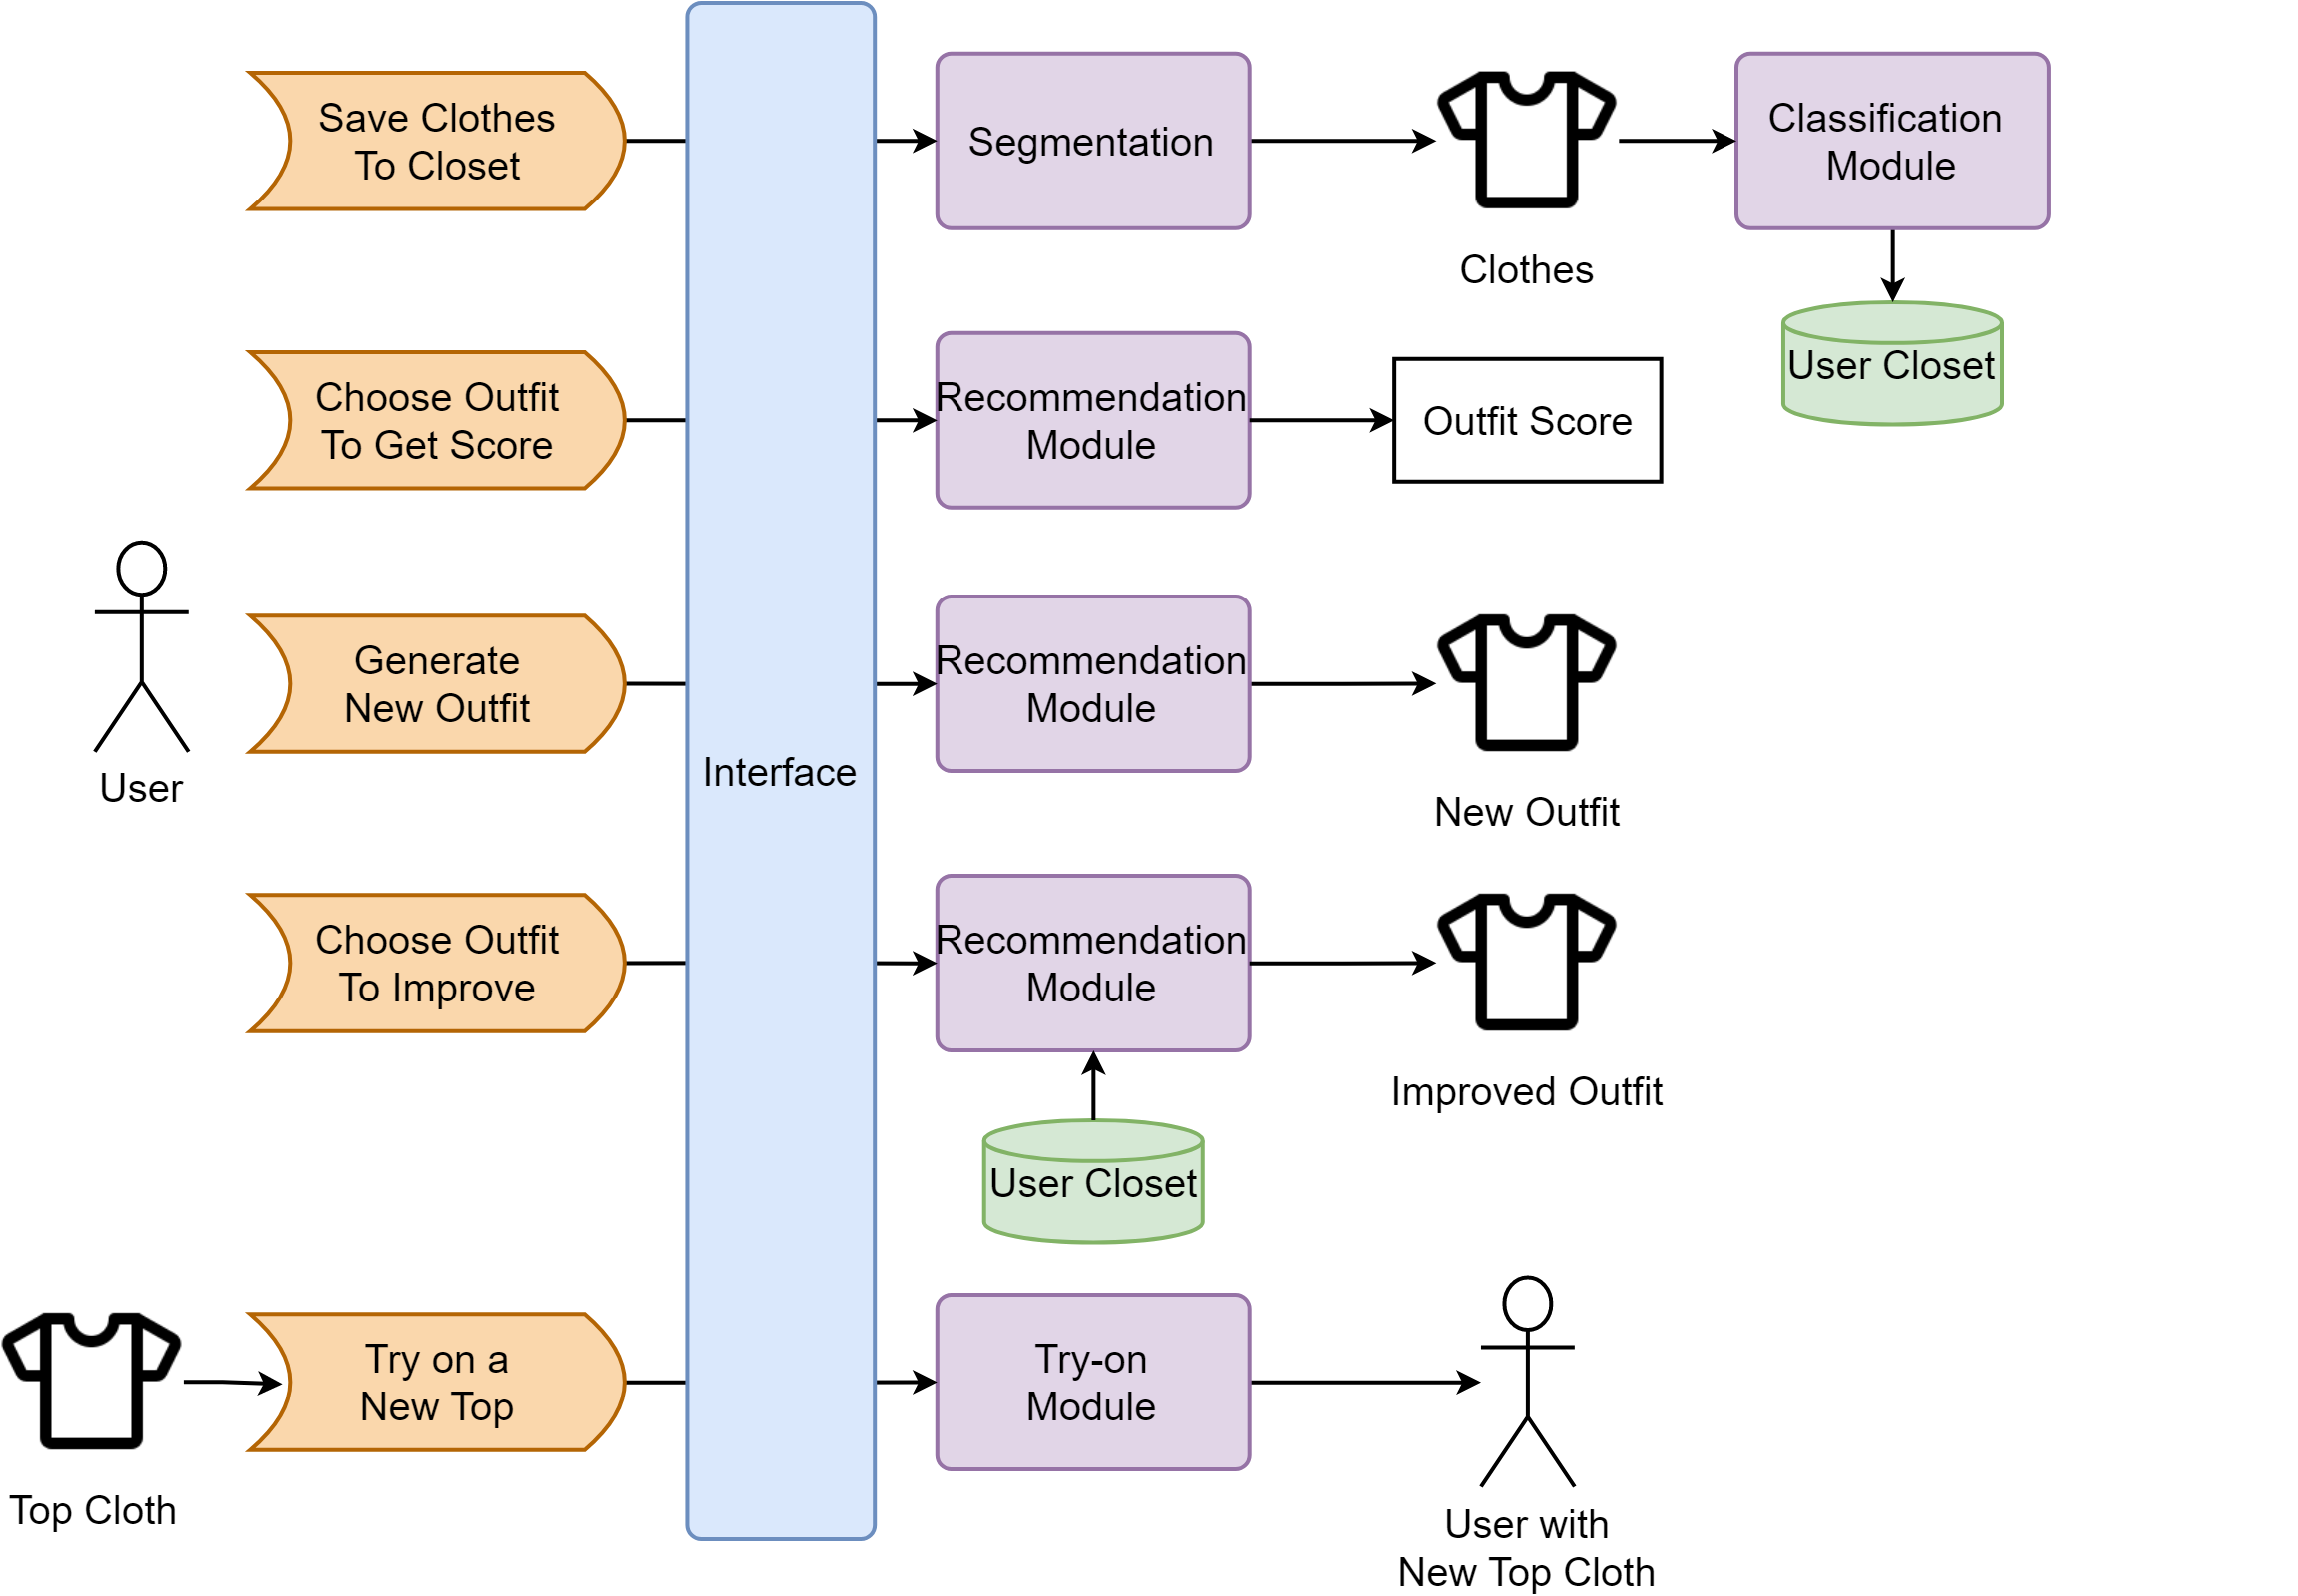 Save Clothes
To Closet
Segmentation
Classification
Module
Clothes
User Closet
Choose Outfit
To Get Score
Recommendation
Module
Outfit Score
User
Generate
New Outfit
Interface
Recommendation
Module
New Outfit
Choose Outfit
To Improve
Recommendation
Module
Improved Outfit
User Closet
Top Cloth
Try on a
New Top
Try-on
Module
User with
New Top Cloth